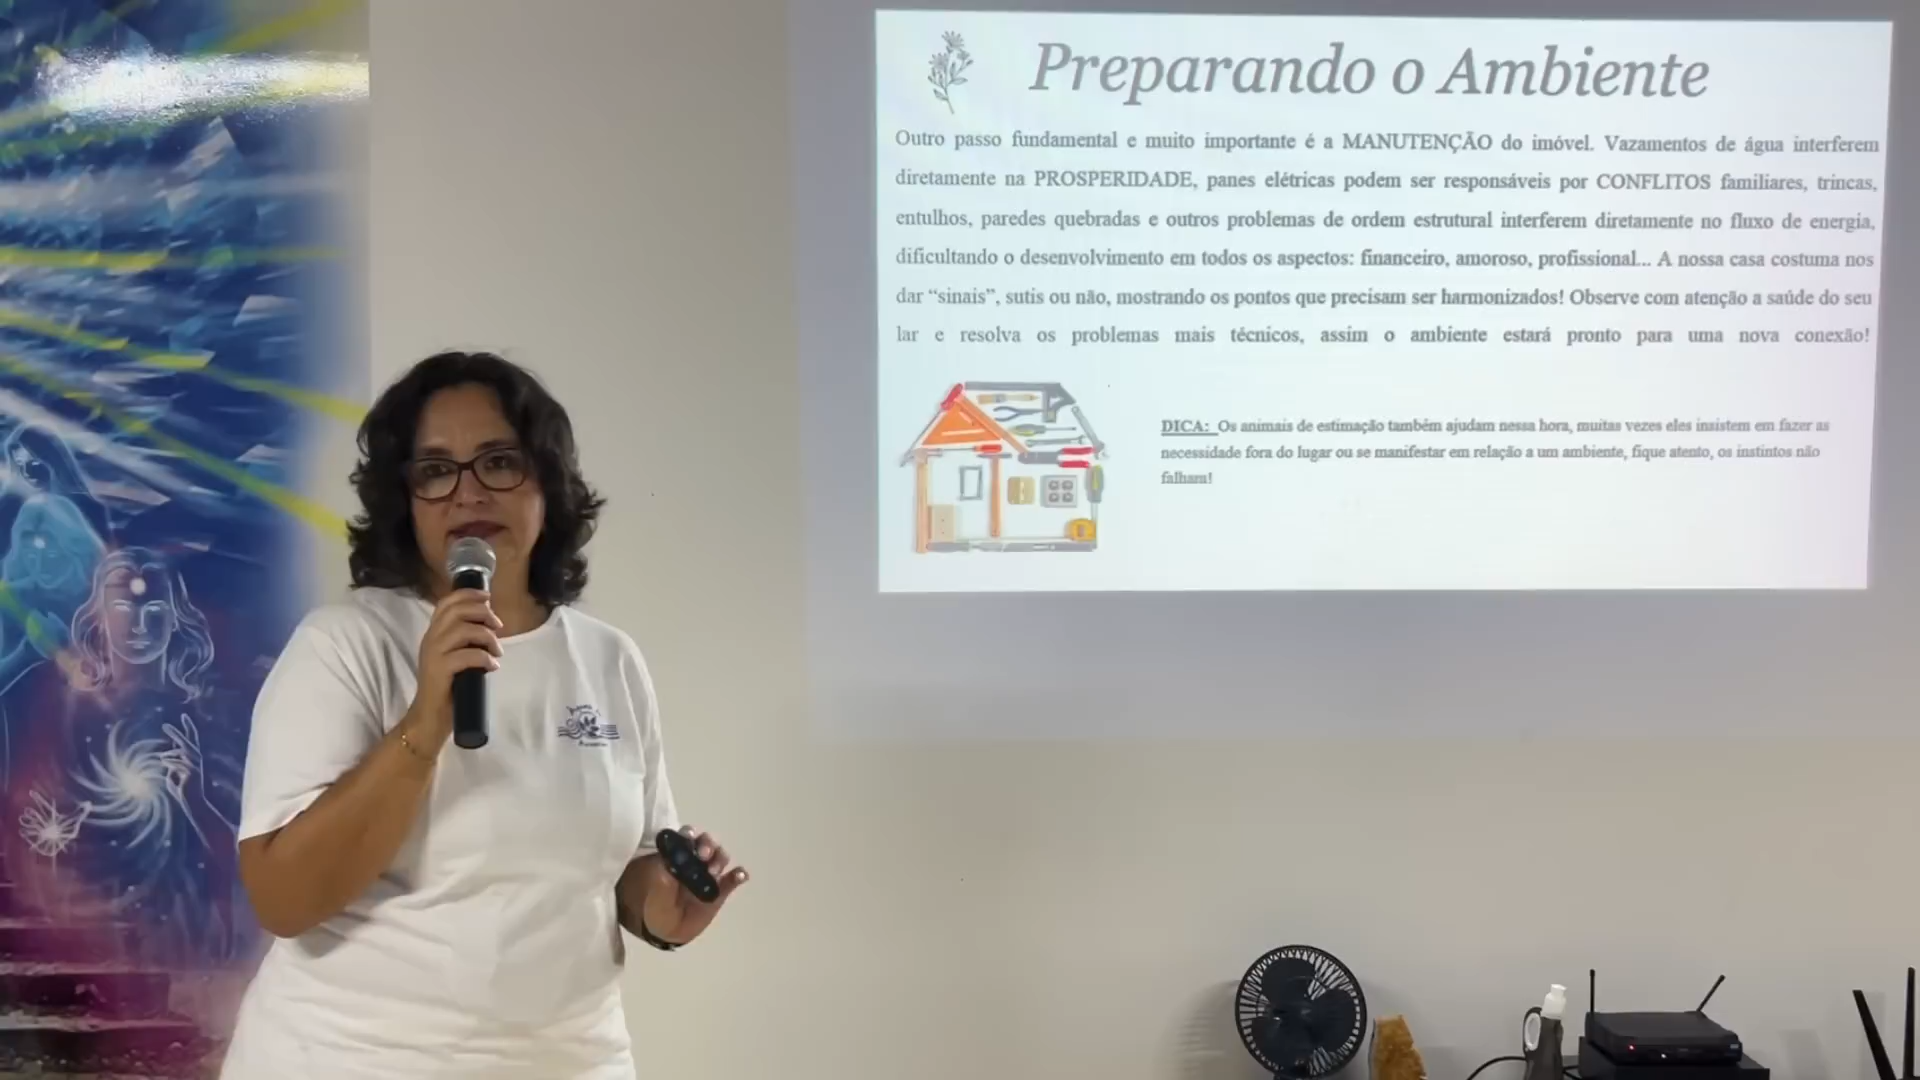 Preparando o Ambiente
Outro passo fundamental e muito importante é a MANUTENÇÃO do imóvel. Vazamentos de água interferem
diretamente na PROSPERIDADE, panes elétricas podem ser responsáveis por CONFLITOS familiares, trincas,
entulhos, paredes quebradas e outros problemas de ordem estrutural interferem diretamente no fluxo de energia,
dificultando o desenvolvimento em todos os aspectos: financeiro, amoroso, profissional... A nossa casa costuma nos
dar “sinais”, sutis ou não, mostrando os pontos que precisam ser harmonizados! Observe com atenção a saúde do seu
lar e resolva os problemas mais técnicos, assim o ambiente estará pronto para uma nova conexão!
DICA: Os animais de estimação também ajudam nessa hora, muitas vezes eles insistem em fazer as
necessidade fora do lugar ou se manifestar em relação a um ambiente, fique atento, os instintos não
falham!